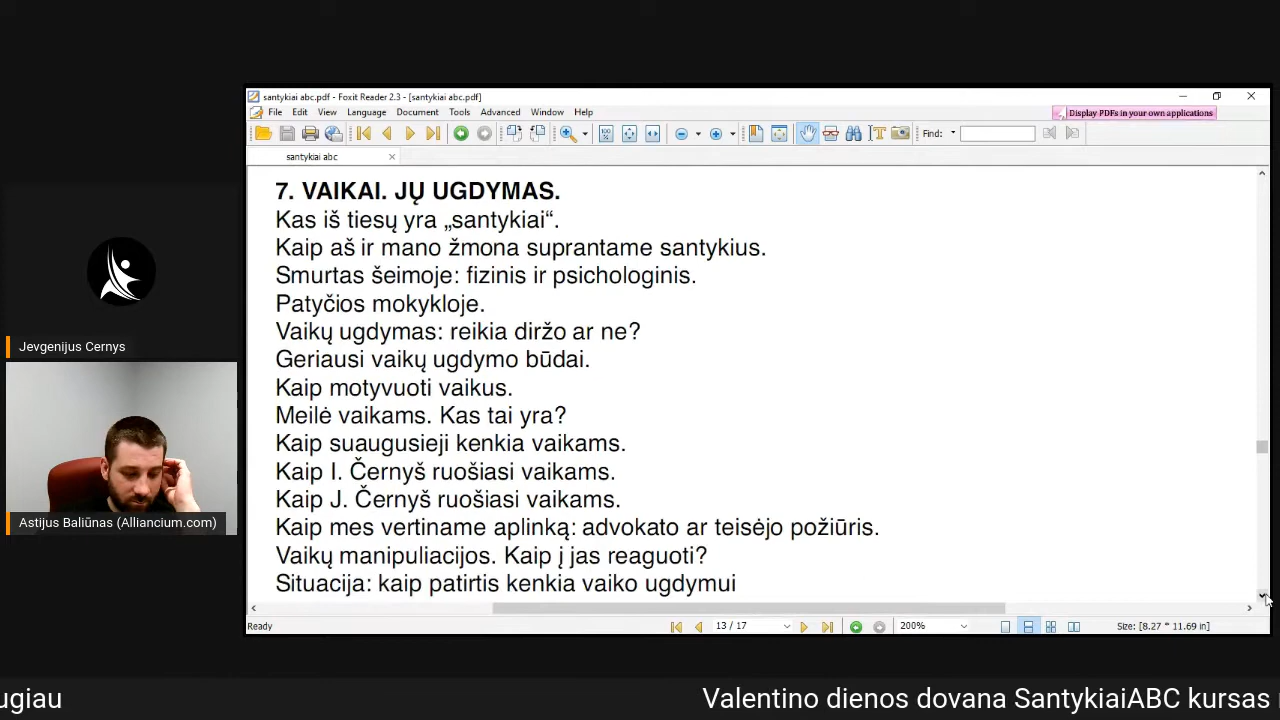 santykiai abc.pdf - Foxit Reader 2.3 - [santykiai abc.pdf]
File Edit View Language Document Tools Advanced Window Help
Display PDFs in your own applications
Find:
santykiai abc
7. VAIKAI. JŲ UGDYMAS.
Kas iš tiesų yra „santykiai“.
Kaip aš ir mano žmona suprantame santykius.
Smurtas šeimoje: fizinis ir psichologinis.
Patyčios mokykloje.
Vaikų ugdymas: reikia diržo ar ne?
Geriausi vaikų ugdymo būdai.
Kaip motyvuoti vaikus.
Meilė vaikams. Kas tai yra?
Kaip suaugusieji kenkia vaikams.
Kaip I. Černyš ruošiasi vaikams.
Kaip J. Černyš ruošiasi vaikams.
Kaip mes vertiname aplinką: advokato ar teisėjo požiūris.
Vaikų manipuliacijos. Kaip į jas reaguoti?
Situacija: kaip patirtis kenkia vaiko ugdymui
Ready
13 / 17
200%
Size: [8.27 * 11.69 in]
Jevgenijus Cernys
Astijus Baliūnas (Alliancium.com)
ugiau
Valentino dienos dovana SantykiaiABC kursas